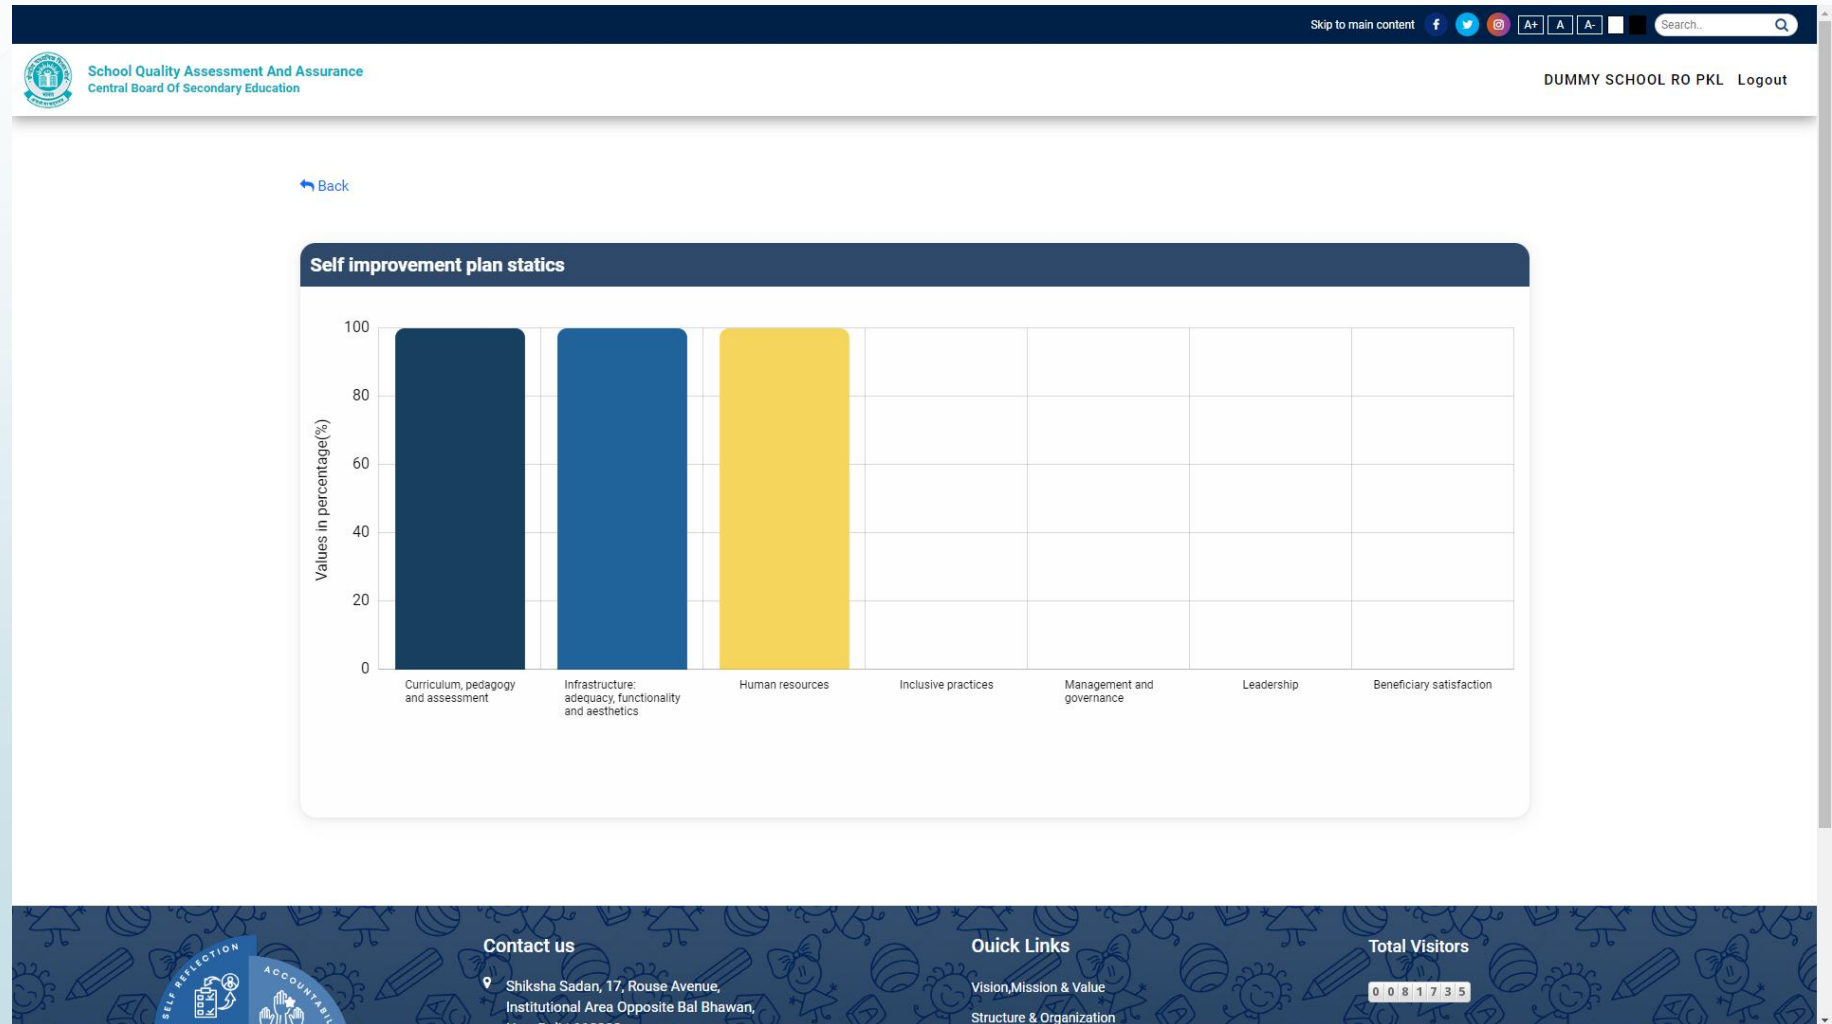 Skip to main content
A+ A A-
Search..
School Quality Assessment And Assurance
Central Board Of Secondary Education
DUMMY SCHOOL RO PKL Logout
Back
Self improvement plan statics
Values in percentage(%)
100
80
60
40
20
0
Curriculum, pedagogy
and assessment
Infrastructure:
adequacy, functionality
and aesthetics
Human resources
Inclusive practices
Management and
governance
Leadership
Beneficiary satisfaction
SELF REFLECTION
Contact us
Shiksha Sadan, 17, Rouse Avenue,
Institutional Area Opposite Bal Bhawan,
Quick Links
Vision,Mission & Value
Structure & Organization
Total Visitors
0 0 8 1 7 3 5